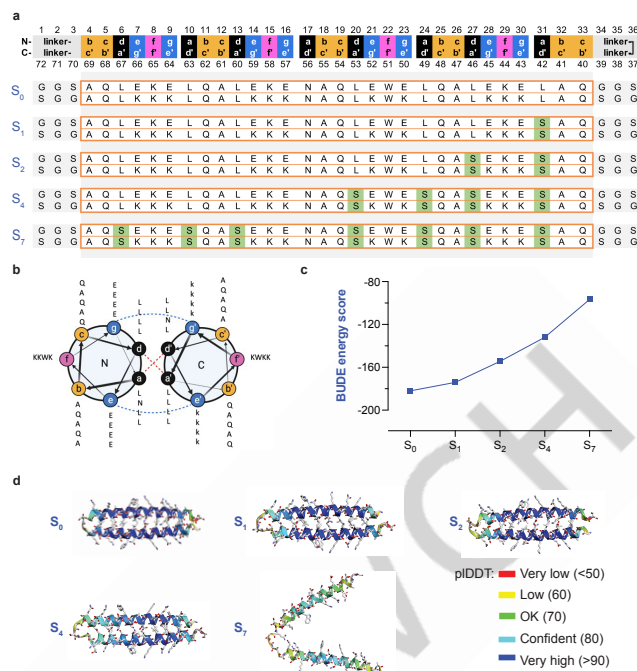 a
1 2 3 4 5 6 7 8 9 10 11 12 13 14 15 16 17 18 19 20 21 22 23 24 25 26 27 28 29 30 31 32 33 34 35 36
N- linker- b c d e f g a b c d e f g a b c d e f g a b c d e f g a b c linker-
C- linker- c' b' a' g' f' e' d' c' b' a' g' f' e' d' c' b' a' g' f' e' d' c' b' a' g' f' e' d' c' b' linker-
72 71 70 69 68 67 66 65 64 63 62 61 60 59 58 57 56 55 54 53 52 51 50 49 48 47 46 45 44 43 42 41 40 39 38 37
S0
G G S A Q L E K E L Q A L E K E N A Q L E W E L Q A L E K E L A Q G G S
S G G A Q L K K K L Q A L K K K N A Q L K W K L Q A L K K K L A Q S G G
S1
G G S A Q L E K E L Q A L E K E N A Q L E W E L Q A L E K E S A Q G G S
S G G A Q L K K K L Q A L K K K N A Q L K W K L Q A L K K K S A Q S G G
S2
G G S A Q L E K E L Q A L E K E N A Q L E W E L Q A S E K E S A Q G G S
S G G A Q L K K K L Q A L K K K N A Q L K W K L Q A S K K K S A Q S G G
S4
G G S A Q L E K E L Q A L E K E N A Q S E W E S Q A S E K E S A Q G G S
S G G A Q L K K K L Q A L K K K N A Q S K W K S Q A S K K K S A Q S G G
S7
G G S A Q S E K E S Q A S E K E N A Q S E W E S Q A S E K E S A Q G G S
S G G A Q S K K K S Q A S K K K N A Q S K W K S Q A S K K K S A Q S G G
b
c g d a e b f N
g' d' a' e' c' b' f' C
KKWK
KWKK
c
BUDE energy score
-80
-120
-160
-200
S0 S1 S2 S4 S7
d
S0
S1
S2
S4
S7
plDDT:
Very low (<50)
Low (60)
OK (70)
Confident (80)
Very high (>90)